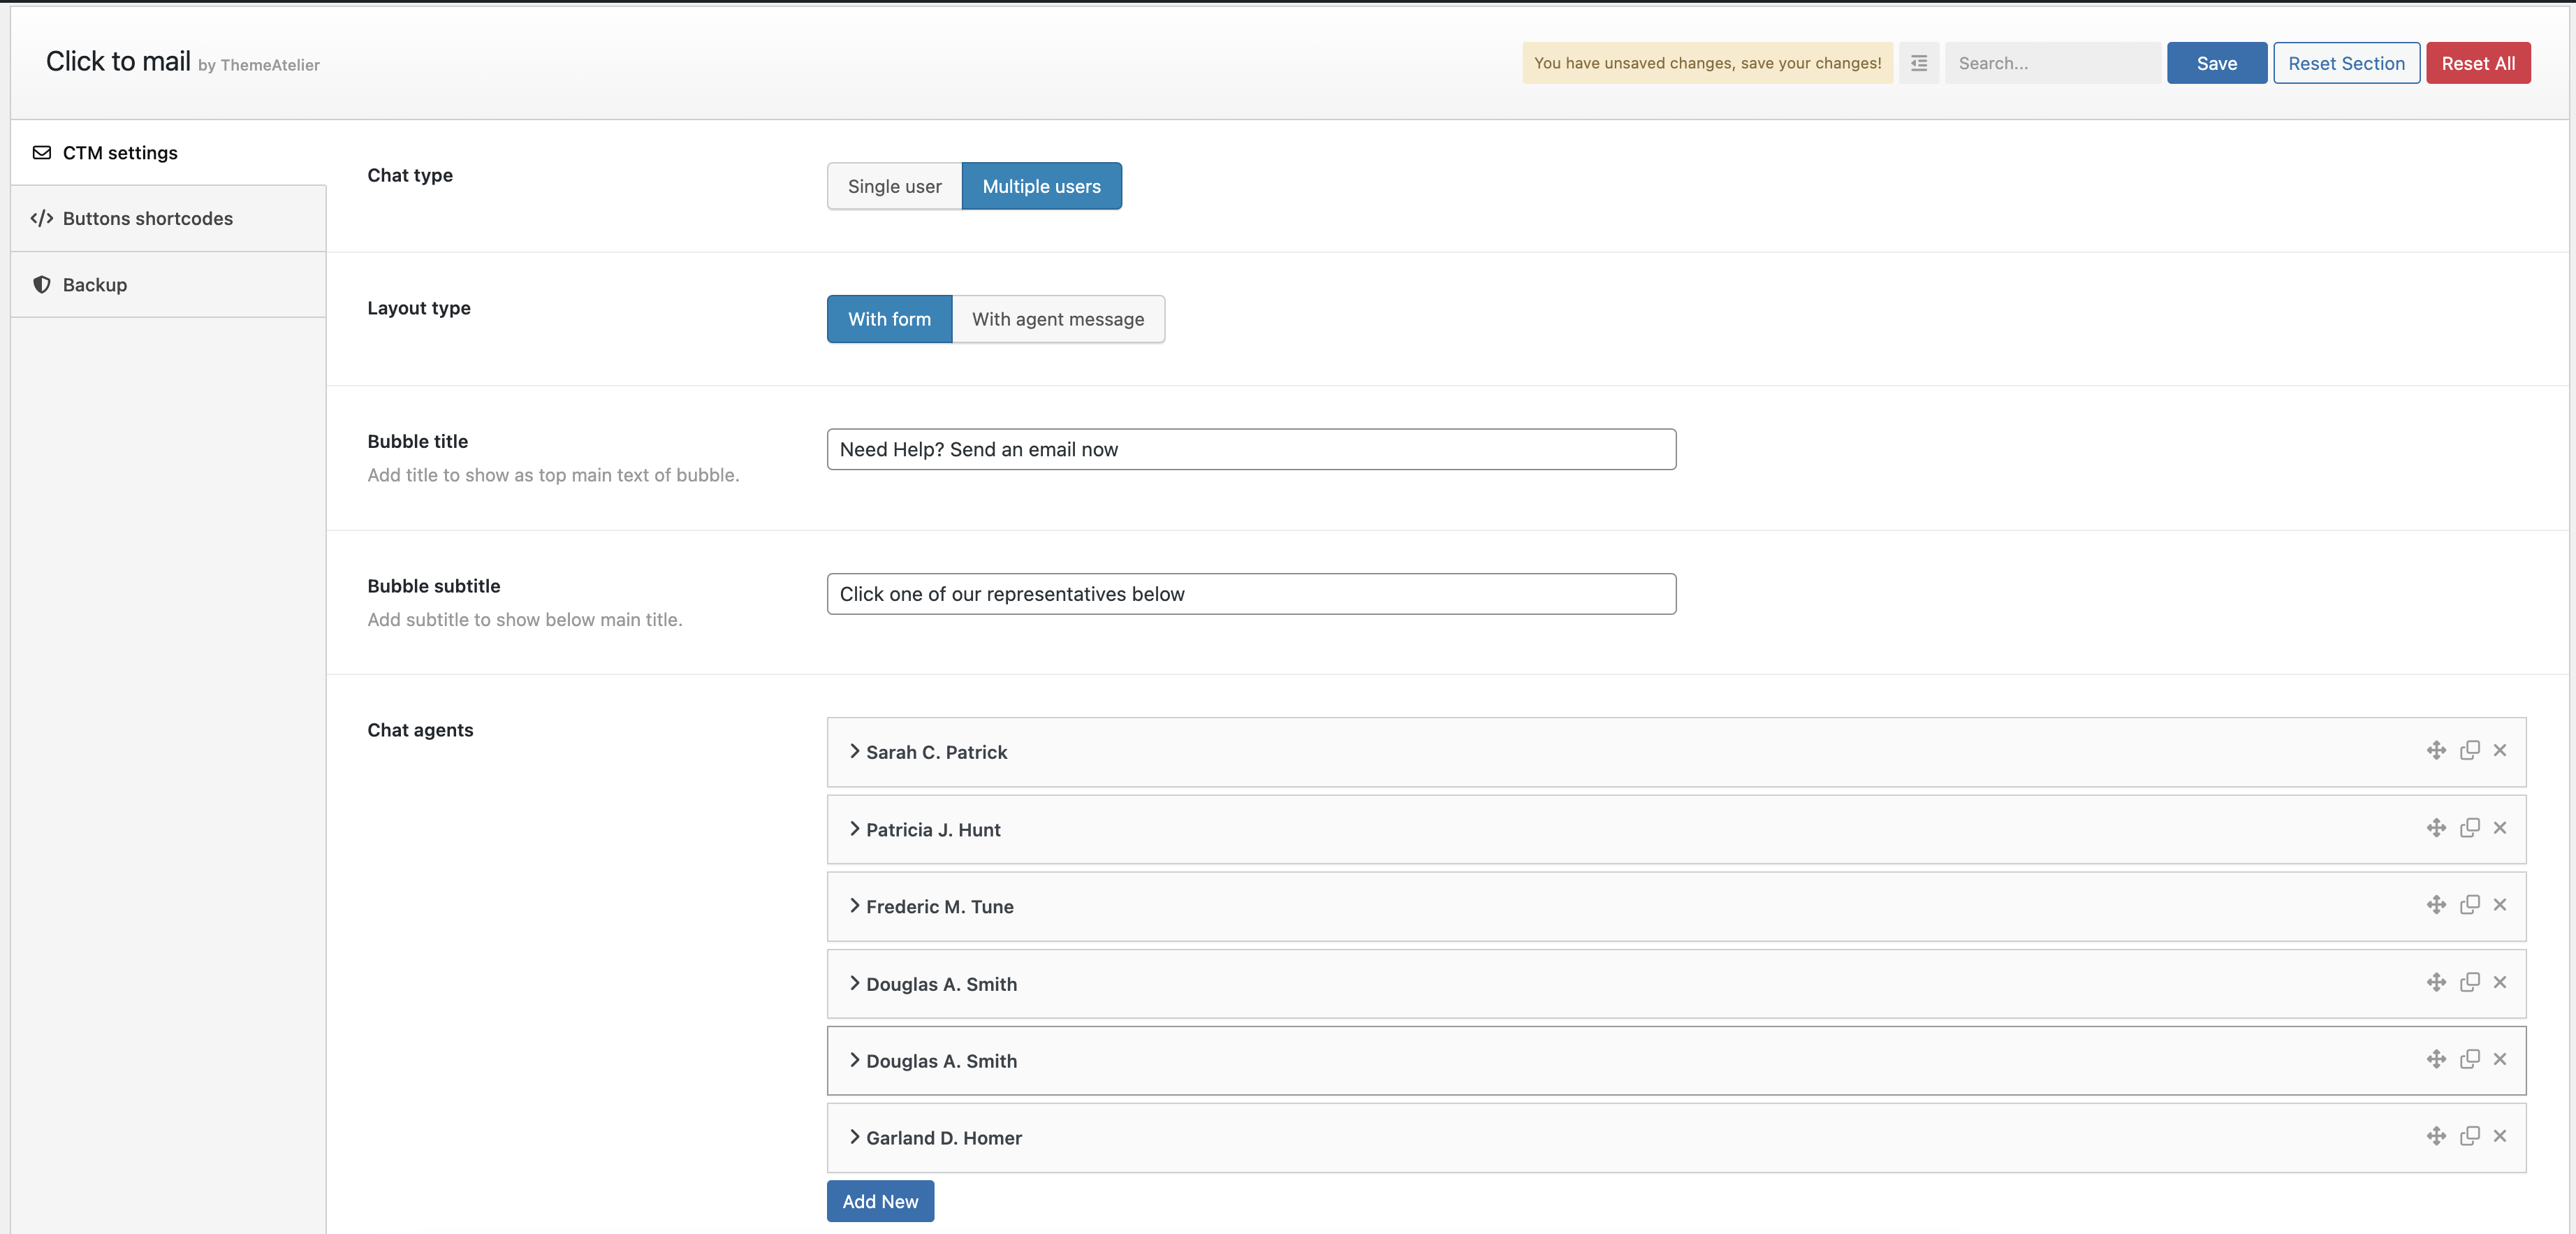 Click to mail by ThemeAtelier
You have unsaved changes, save your changes!
Search...
Save
Reset Section
Reset All
CTM settings
Buttons shortcodes
Backup
Chat type
Single user
Multiple users
Layout type
With form
With agent message
Bubble title
Add title to show as top main text of bubble.
Need Help? Send an email now
Bubble subtitle
Add subtitle to show below main title.
Click one of our representatives below
Chat agents
Sarah C. Patrick
Patricia J. Hunt
Frederic M. Tune
Douglas A. Smith
Douglas A. Smith
Garland D. Homer
Add New